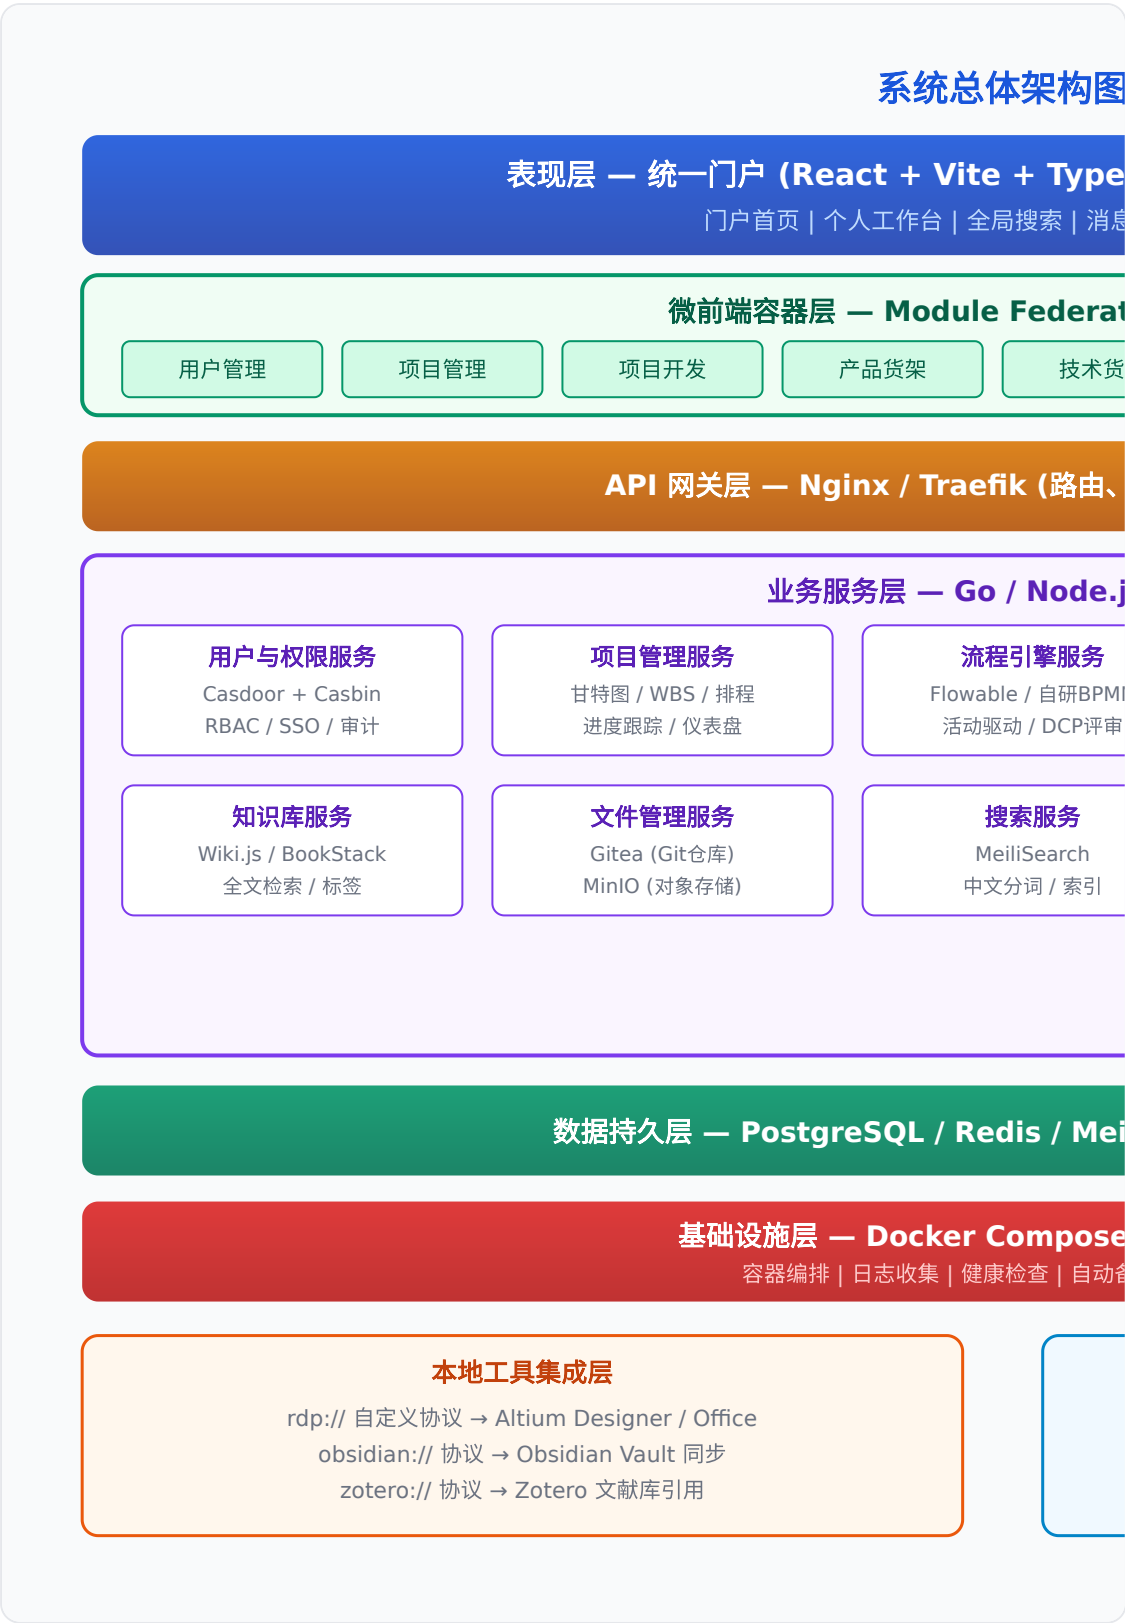 系统总体架构图
表现层 — 统一门户 (React + Vite + Type
门户首页 | 个人工作台 | 全局搜索 | 消息
微前端容器层 — Module Federat
用户管理
项目管理
项目开发
产品货架
技术货
API 网关层 — Nginx / Traefik (路由、
业务服务层 — Go / Node.j
用户与权限服务
Casdoor + Casbin
RBAC / SSO / 审计
项目管理服务
甘特图 / WBS / 排程
进度跟踪 / 仪表盘
流程引擎服务
Flowable / 自研BPMN
活动驱动 / DCP评审
知识库服务
Wiki.js / BookStack
全文检索 / 标签
文件管理服务
Gitea (Git仓库)
MinIO (对象存储)
搜索服务
MeiliSearch
中文分词 / 索引
数据持久层 — PostgreSQL / Redis / Mei
基础设施层 — Docker Compose
容器编排 | 日志收集 | 健康检查 | 自动备
本地工具集成层
rdp:// 自定义协议 → Altium Designer / Office
obsidian:// 协议 → Obsidian Vault 同步
zotero:// 协议 → Zotero 文献库引用